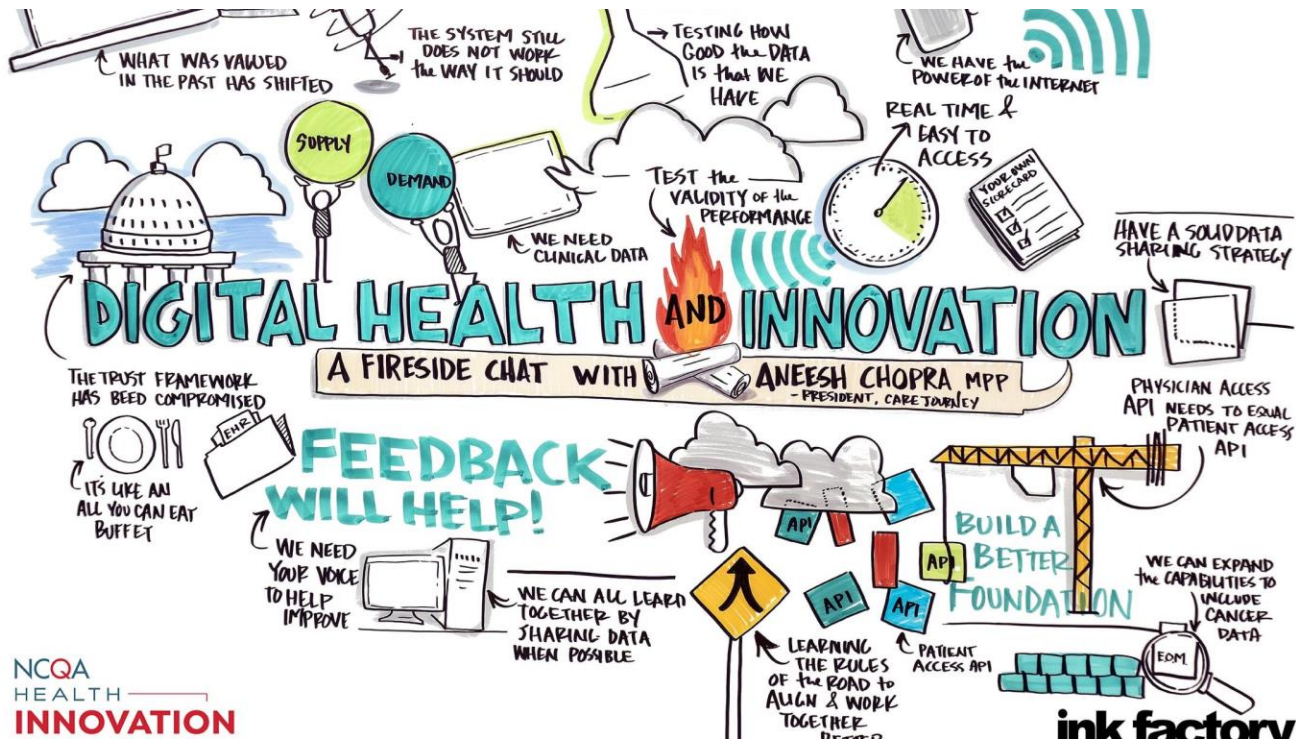 WHAT WAS VALUED
IN THE PAST HAS SHIFTED
THE SYSTEM STILL
DOES NOT WORK
the WAY IT SHOULD
TESTING HOW
GOOD the DATA
IS that WE
HAVE
WE HAVE the
POWER OF the INTERNET
SUPPLY
DEMAND
WE NEED
CLINICAL DATA
TEST the
VALIDITY of the
PERFORMANCE
REAL TIME &
EASY TO
ACCESS
YOUR OWN
SCORECARD
HAVE A SOLID DATA
SHARING STRATEGY
DIGITAL HEALTH AND INNOVATION
A FIRESIDE CHAT WITH ANEESH CHOPRA MPP
- PRESIDENT, CARE JOURNEY
THE TRUST FRAMEWORK
HAS BEED COMPROMISED
EHR
IT'S LIKE AN
ALL YOU CAN EAT
BUFFET
FEEDBACK
WILL HELP!
WE NEED
YOUR VOICE
TO HELP
IMPROVE
WE CAN ALL LEARN
TOGETHER BY
SHARING DATA
WHEN POSSIBLE
API
API
API
API
LEARNING
THE RULES
OF the ROAD to
ALIGN & WORK
TOGETHER
BETTER
PATIENT
ACCESS API
PHYSICIAN ACCESS
API NEEDS TO EQUAL
PATIENT ACCESS
API
BUILD A
BETTER
FOUNDATION
WE CAN EXPAND
the CAPABILITIES TO
INCLUDE
CANCER
DATA
EOM
NCQA
HEALTH
INNOVATION
ink factory